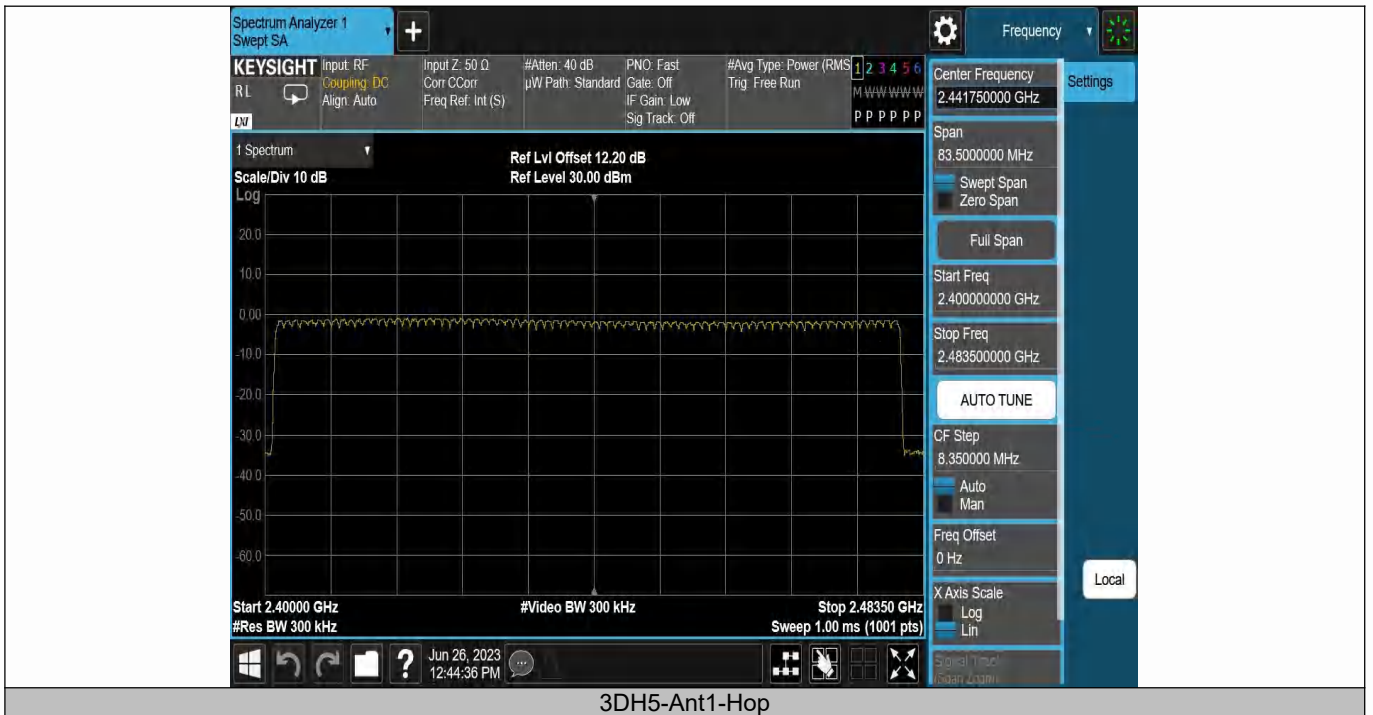 Spectrum Analyzer 1
Swept SA
Frequency
KEYSIGHT
RL
LXI
Input: RF
Coupling: DC
Align: Auto
Input Z: 50 Ω
Corr CCorr
Freq Ref: Int (S)
#Atten: 40 dB
µW Path: Standard
PNO: Fast
Gate: Off
IF Gain: Low
Sig Track: Off
#Avg Type: Power (RMS
Trig: Free Run
1 2 3 4 5 6
M W W W W W
P P P P P P
1 Spectrum
Scale/Div 10 dB
Ref Lvl Offset 12.20 dB
Ref Level 30.00 dBm
Log
20.0
10.0
0.00
-10.0
-20.0
-30.0
-40.0
-50.0
-60.0
Start 2.40000 GHz
#Res BW 300 kHz
#Video BW 300 kHz
Stop 2.48350 GHz
Sweep 1.00 ms (1001 pts)
Center Frequency
2.441750000 GHz
Settings
Span
83.5000000 MHz
Swept Span
Zero Span
Full Span
Start Freq
2.400000000 GHz
Stop Freq
2.483500000 GHz
AUTO TUNE
CF Step
8.350000 MHz
Auto
Man
Freq Offset
0 Hz
X Axis Scale
Log
Lin
Local
Signal Track
(Span Zoom)
?
Jun 26, 2023
12:44:36 PM
3DH5-Ant1-Hop